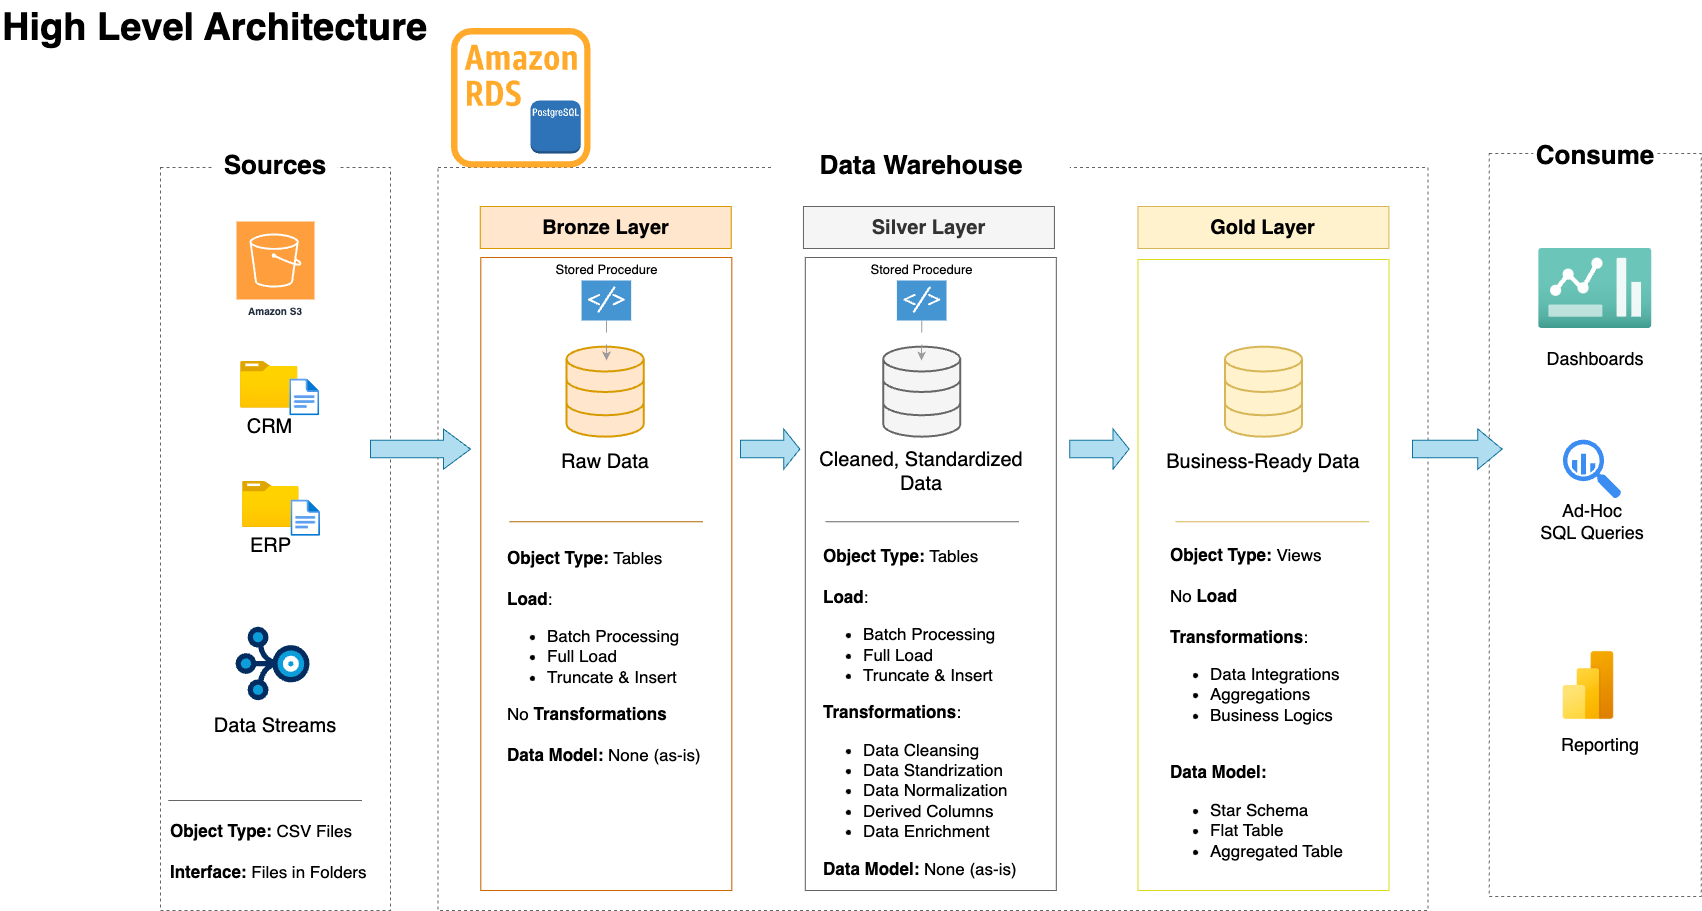 High Level Architecture
Amazon
RDS
PostgreSQL
Sources
Amazon S3
CRM
ERP
Data Streams
Object Type: CSV Files
Interface: Files in Folders
Data Warehouse
Bronze Layer
Stored Procedure
</>
Raw Data
Object Type: Tables
Load:
• Batch Processing
• Full Load
• Truncate & Insert
No Transformations
Data Model: None (as-is)
Silver Layer
Stored Procedure
</>
Cleaned, Standardized
Data
Object Type: Tables
Load:
• Batch Processing
• Full Load
• Truncate & Insert
Transformations:
• Data Cleansing
• Data Standrization
• Data Normalization
• Derived Columns
• Data Enrichment
Data Model: None (as-is)
Gold Layer
Business-Ready Data
Object Type: Views
No Load
Transformations:
• Data Integrations
• Aggregations
• Business Logics
Data Model:
• Star Schema
• Flat Table
• Aggregated Table
Consume
Dashboards
Ad-Hoc
SQL Queries
Reporting